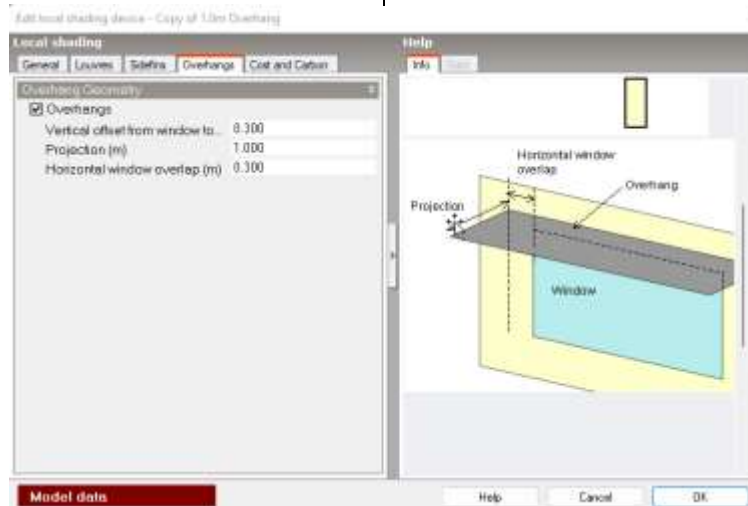 Edit local shading device - Copy of 1.0m Overhang
Local shading
General Louvres Sidefins Overhangs Cost and Carbon
Overhang Geometry
Overhangs
Vertical offset from window to...
0.300
Projection (m)
1.000
Horizontal window overlap (m)
0.300
Help
Info
Horizontal window
overlap
Overhang
Projection
Window
Model data
Help Cancel OK